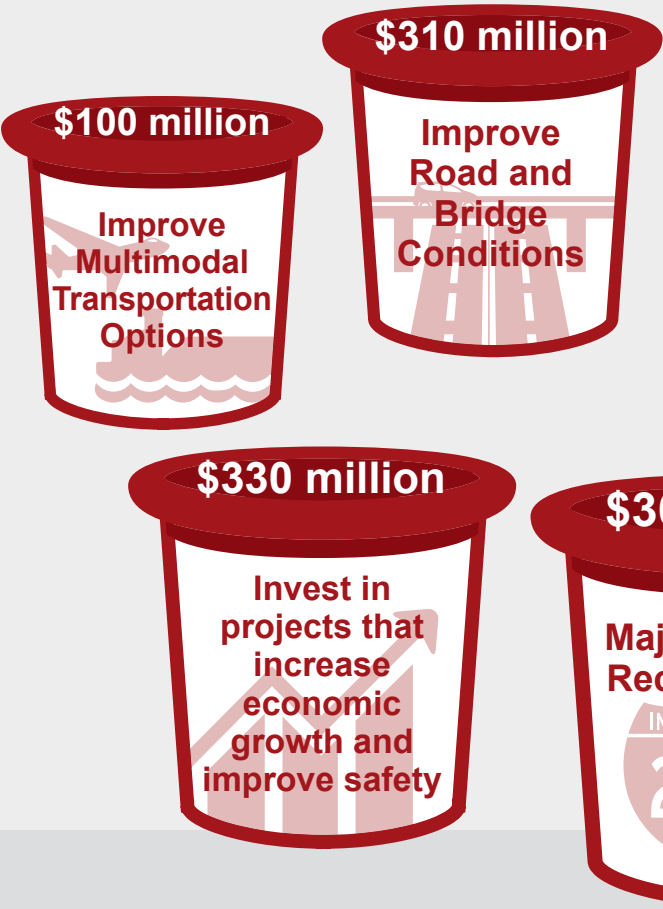 $310 million
Improve
Road and
Bridge
Conditions
$100 million
Improve
Multimodal
Transportation
Options
$330 million
Invest in
projects that
increase
economic
growth and
improve safety